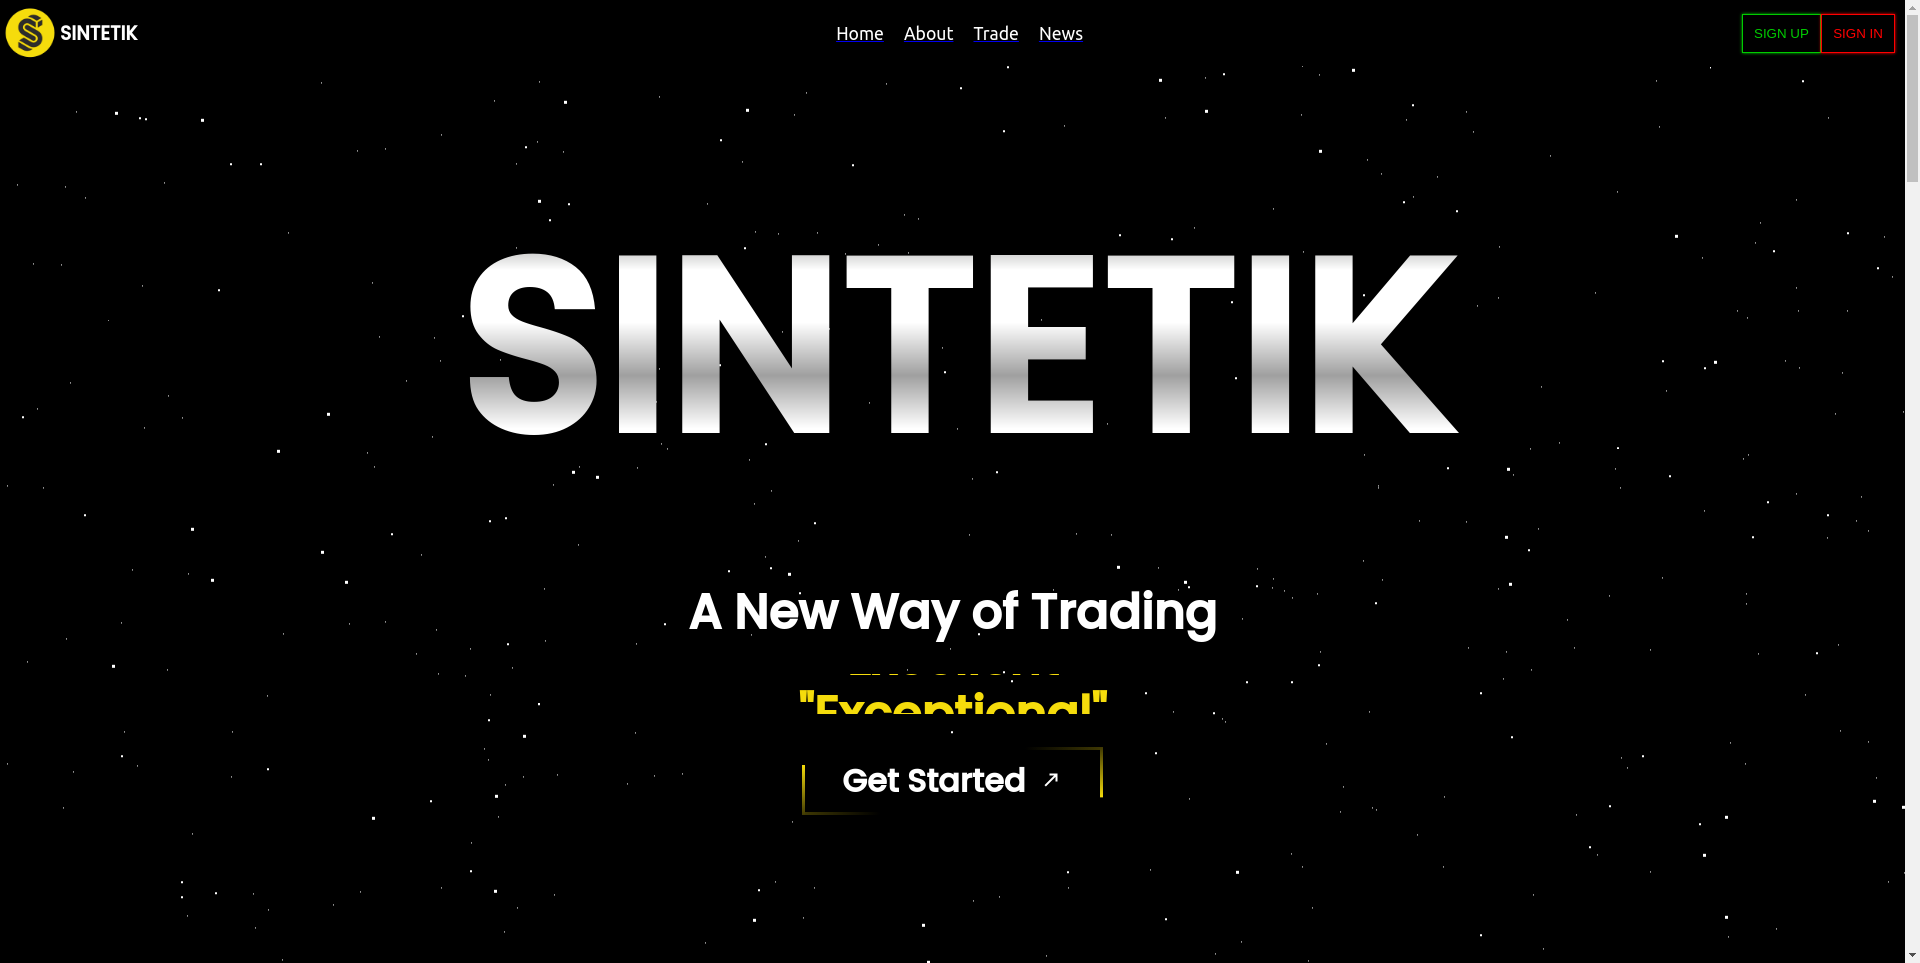 SINTETIK
Home About Trade News
SIGN UP SIGN IN
SINTETIK
A New Way of Trading
"Exceptional"
Get Started